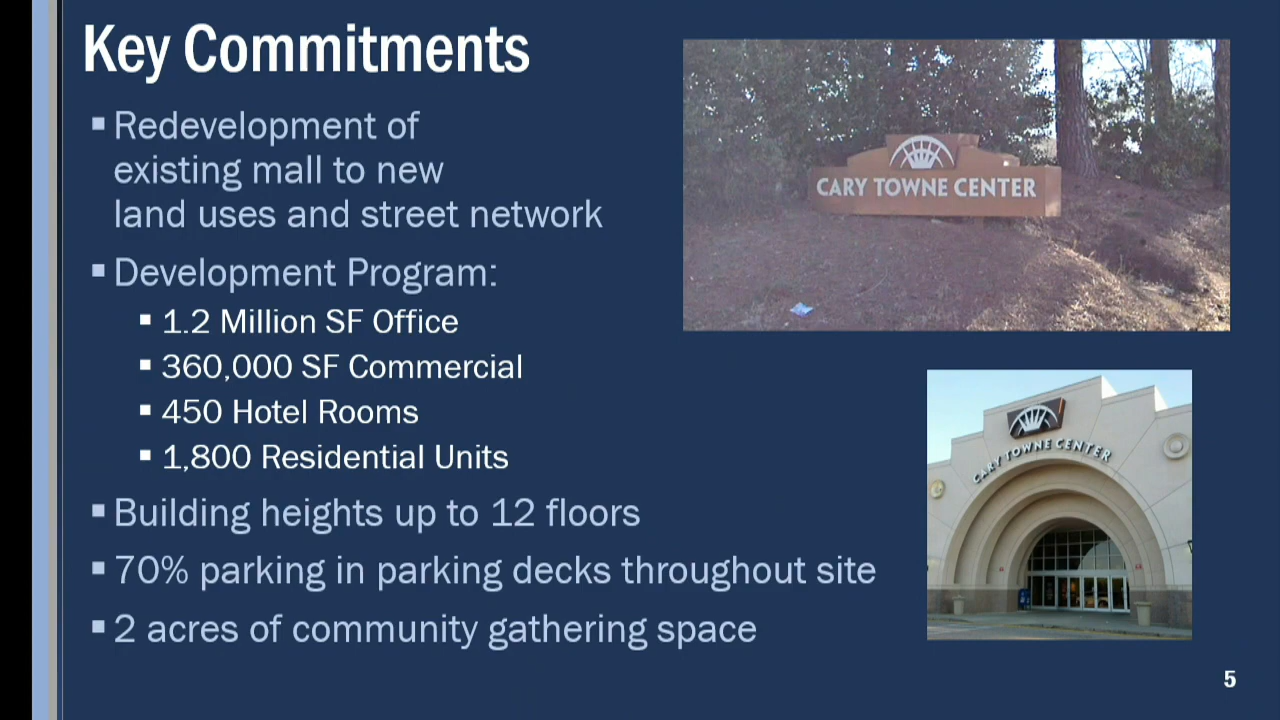 Key Commitments
▪ Redevelopment of
existing mall to new
land uses and street network
▪ Development Program:
▪ 1.2 Million SF Office
▪ 360,000 SF Commercial
▪ 450 Hotel Rooms
▪ 1,800 Residential Units
▪ Building heights up to 12 floors
▪ 70% parking in parking decks throughout site
▪ 2 acres of community gathering space
CARY TOWNE CENTER
CARY TOWNE CENTER
5